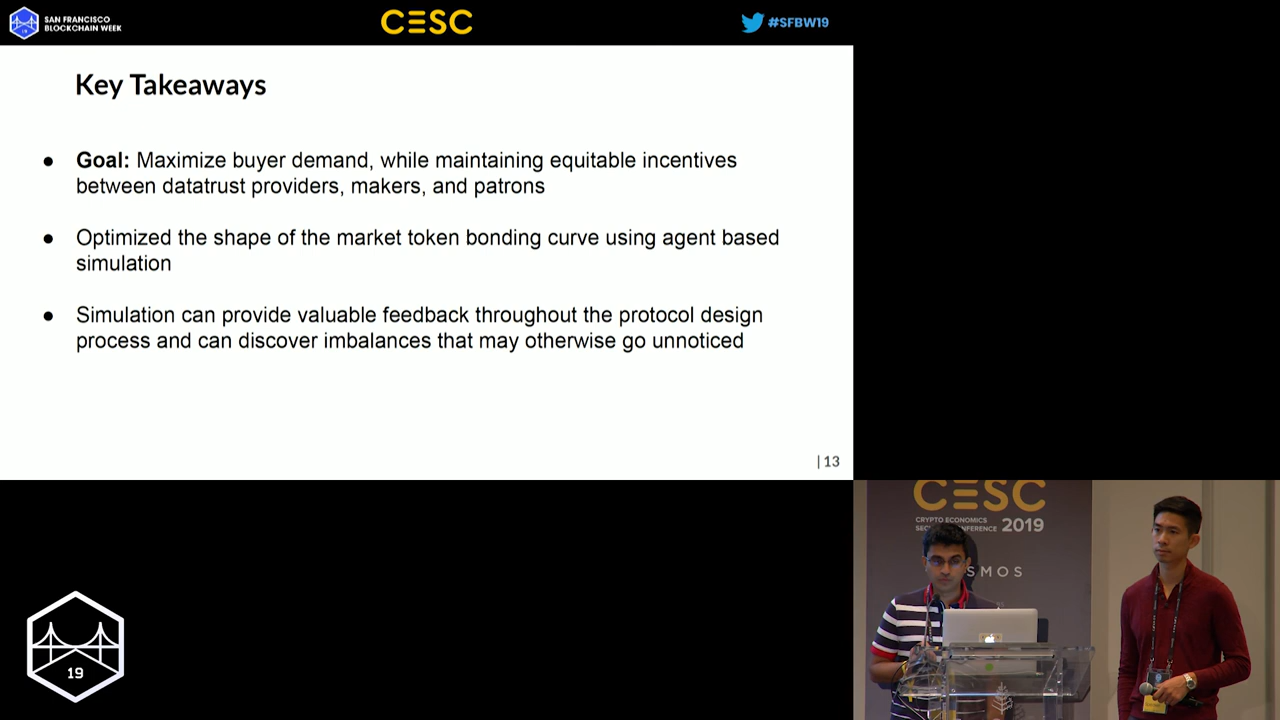 SAN FRANCISCO
BLOCKCHAIN WEEK
19
CESC
#SFBW19
Key Takeaways
● Goal: Maximize buyer demand, while maintaining equitable incentives
between datatrust providers, makers, and patrons
● Optimized the shape of the market token bonding curve using agent based
simulation
● Simulation can provide valuable feedback throughout the protocol design
process and can discover imbalances that may otherwise go unnoticed
| 13
CESC
CRYPTO ECONOMICS
2019
SMOS
19